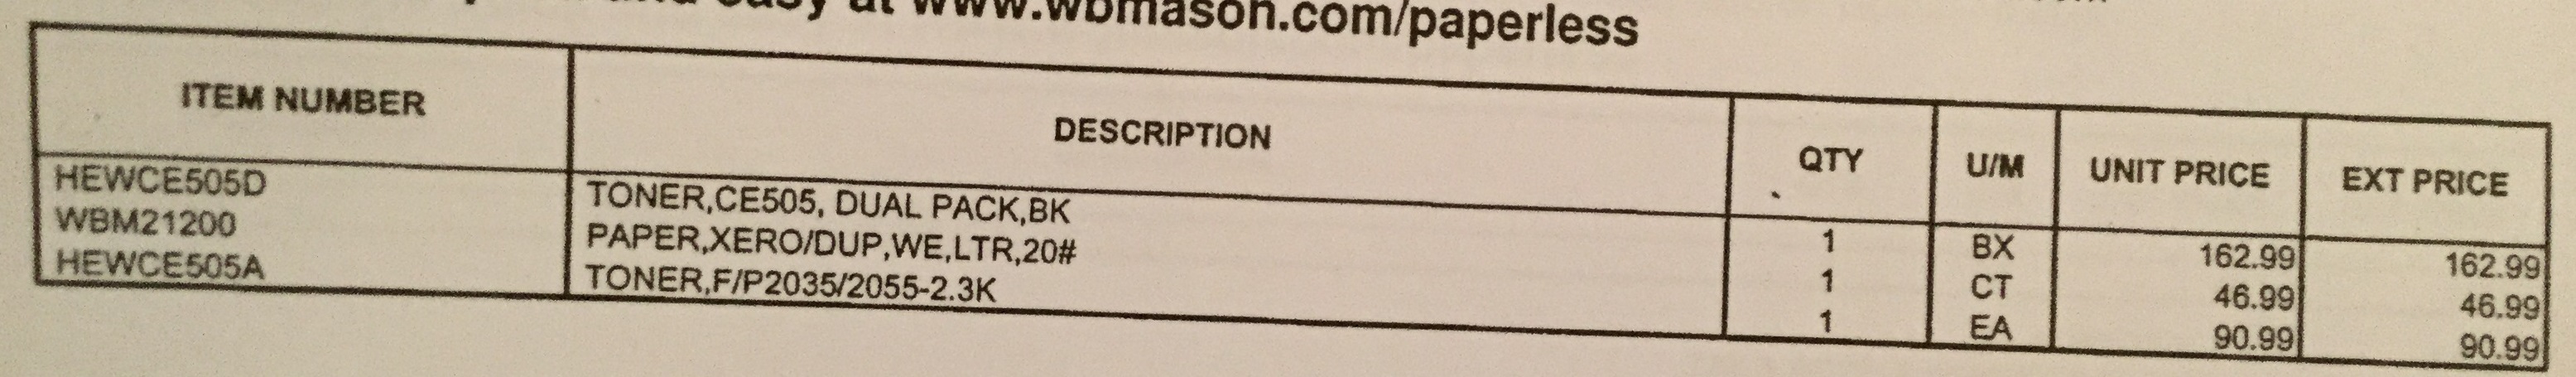 easy at www.wbmason.com/paperless
ITEM NUMBER DESCRIPTION QTY U/M UNIT PRICE EXT PRICE
HEWCE505D TONER,CE505, DUAL PACK,BK 1 BX 162.99 162.99
WBM21200 PAPER,XERO/DUP,WE,LTR,20# 1 CT 46.99 46.99
HEWCE505A TONER,F/P2035/2055-2.3K 1 EA 90.99 90.99